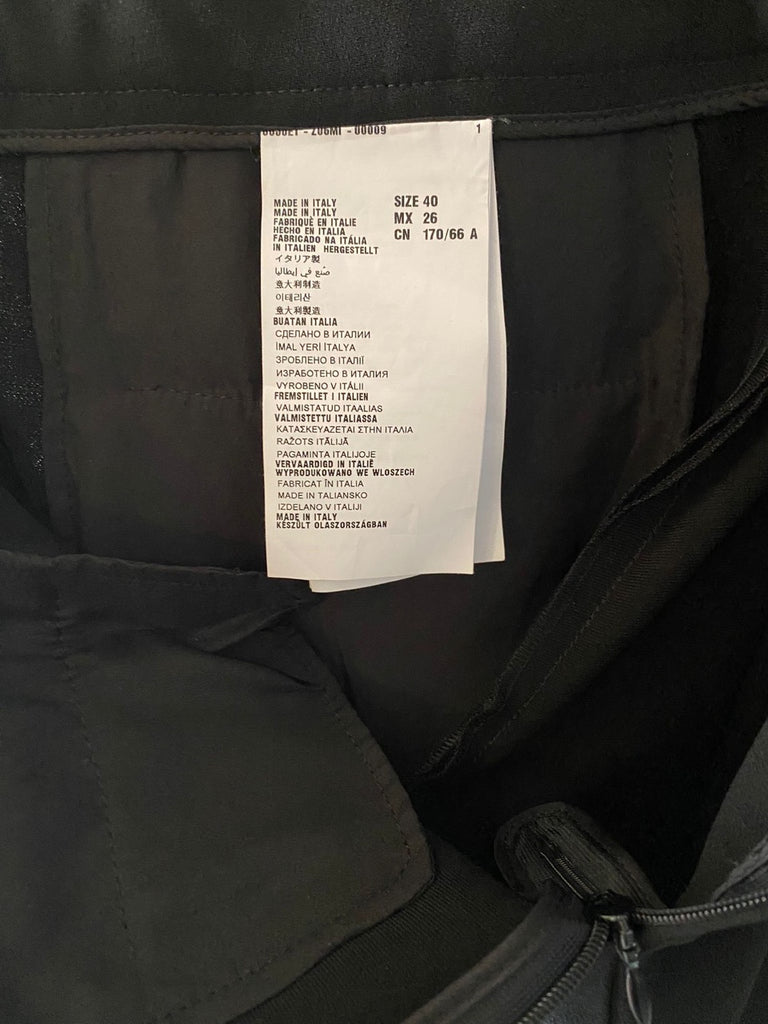 - Z06MI - 00009 1
MADE IN ITALY SIZE 40
MADE IN ITALY MX 26
FABRIQUÉ EN ITALIE CN 170/66 A
HECHO EN ITALIA
FABRICADO NA ITÁLIA
IN ITALIEN HERGESTELLT
イタリア製
صنع في إيطاليا
意大利制造
이태리산
意大利製造
BUATAN ITALIA
СДЕЛАНО В ИТАЛИИ
İMAL YERİ İTALYA
ЗРОБЛЕНО В ІТАЛІЇ
ИЗРАБОТЕНО В ИТАЛИЯ
VYROBENO V ITÁLII
FREMSTILLET I ITALIEN
VALMISTATUD ITAALIAS
VALMISTETTU ITALIASSA
ΚΑΤΑΣΚΕΥΑΖΕΤΑΙ ΣΤΗΝ ΙΤΑΛΙΑ
RAŽOTS ITĀLIJĀ
PAGAMINTA ITALIJOJE
VERVAARDIGD IN ITALIË
WYPRODUKOWANO WE WLOSZECH
FABRICAT ÎN ITALIA
MADE IN TALIANSKO
IZDELANO V ITALIJI
MADE IN ITALY
KÉSZÜLT OLASZORSZÁGBAN